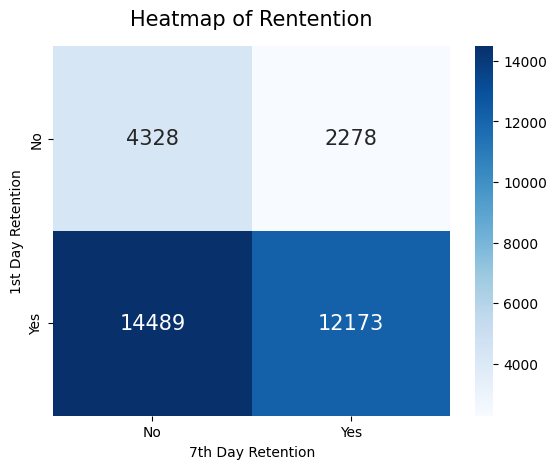 Heatmap of Rentention
14000
12000
10000
8000
6000
4000
1st Day Retention
No
Yes
4328 2278
14489 12173
No Yes
7th Day Retention